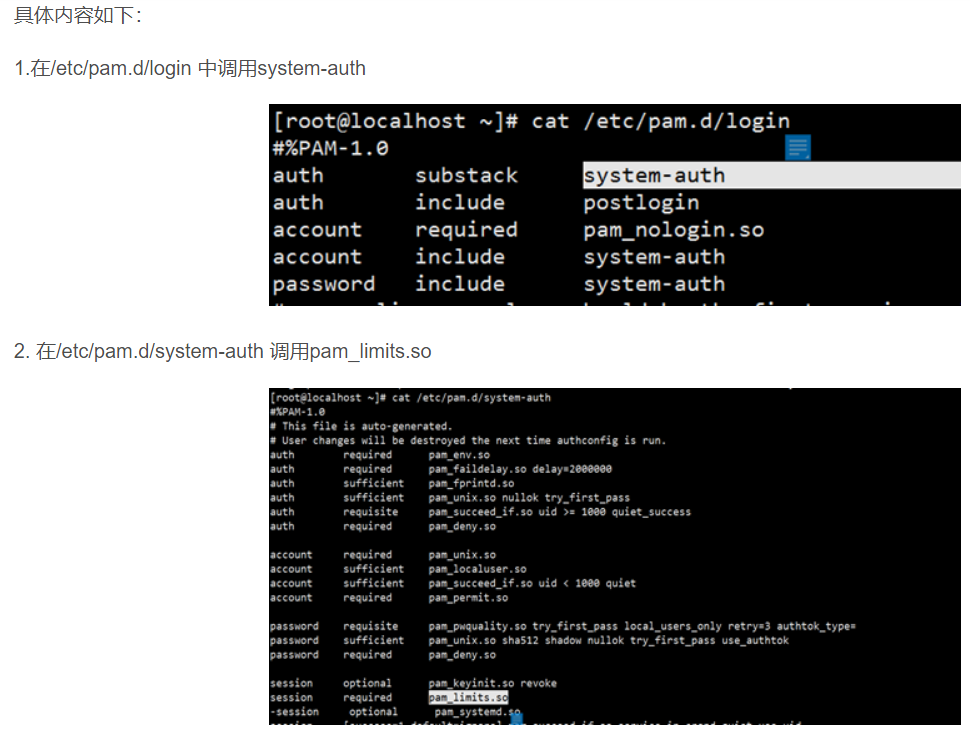 具体内容如下：
1.在/etc/pam.d/login 中调用system-auth
[root@localhost ~]# cat /etc/pam.d/login
#%PAM-1.0
auth substack system-auth
auth include postlogin
account required pam_nologin.so
account include system-auth
password include system-auth
2. 在/etc/pam.d/system-auth 调用pam_limits.so
[root@localhost ~]# cat /etc/pam.d/system-auth
#%PAM-1.0
# This file is auto-generated.
# User changes will be destroyed the next time authconfig is run.
auth required pam_env.so
auth required pam_faildelay.so delay=2000000
auth sufficient pam_fprintd.so
auth sufficient pam_unix.so nullok try_first_pass
auth requisite pam_succeed_if.so uid >= 1000 quiet_success
auth required pam_deny.so
account required pam_unix.so
account sufficient pam_localuser.so
account sufficient pam_succeed_if.so uid < 1000 quiet
account required pam_permit.so
password requisite pam_pwquality.so try_first_pass local_users_only retry=3 authtok_type=
password sufficient pam_unix.so sha512 shadow nullok try_first_pass use_authtok
password required pam_deny.so
session optional pam_keyinit.so revoke
session required pam_limits.so
-session optional pam_systemd.so